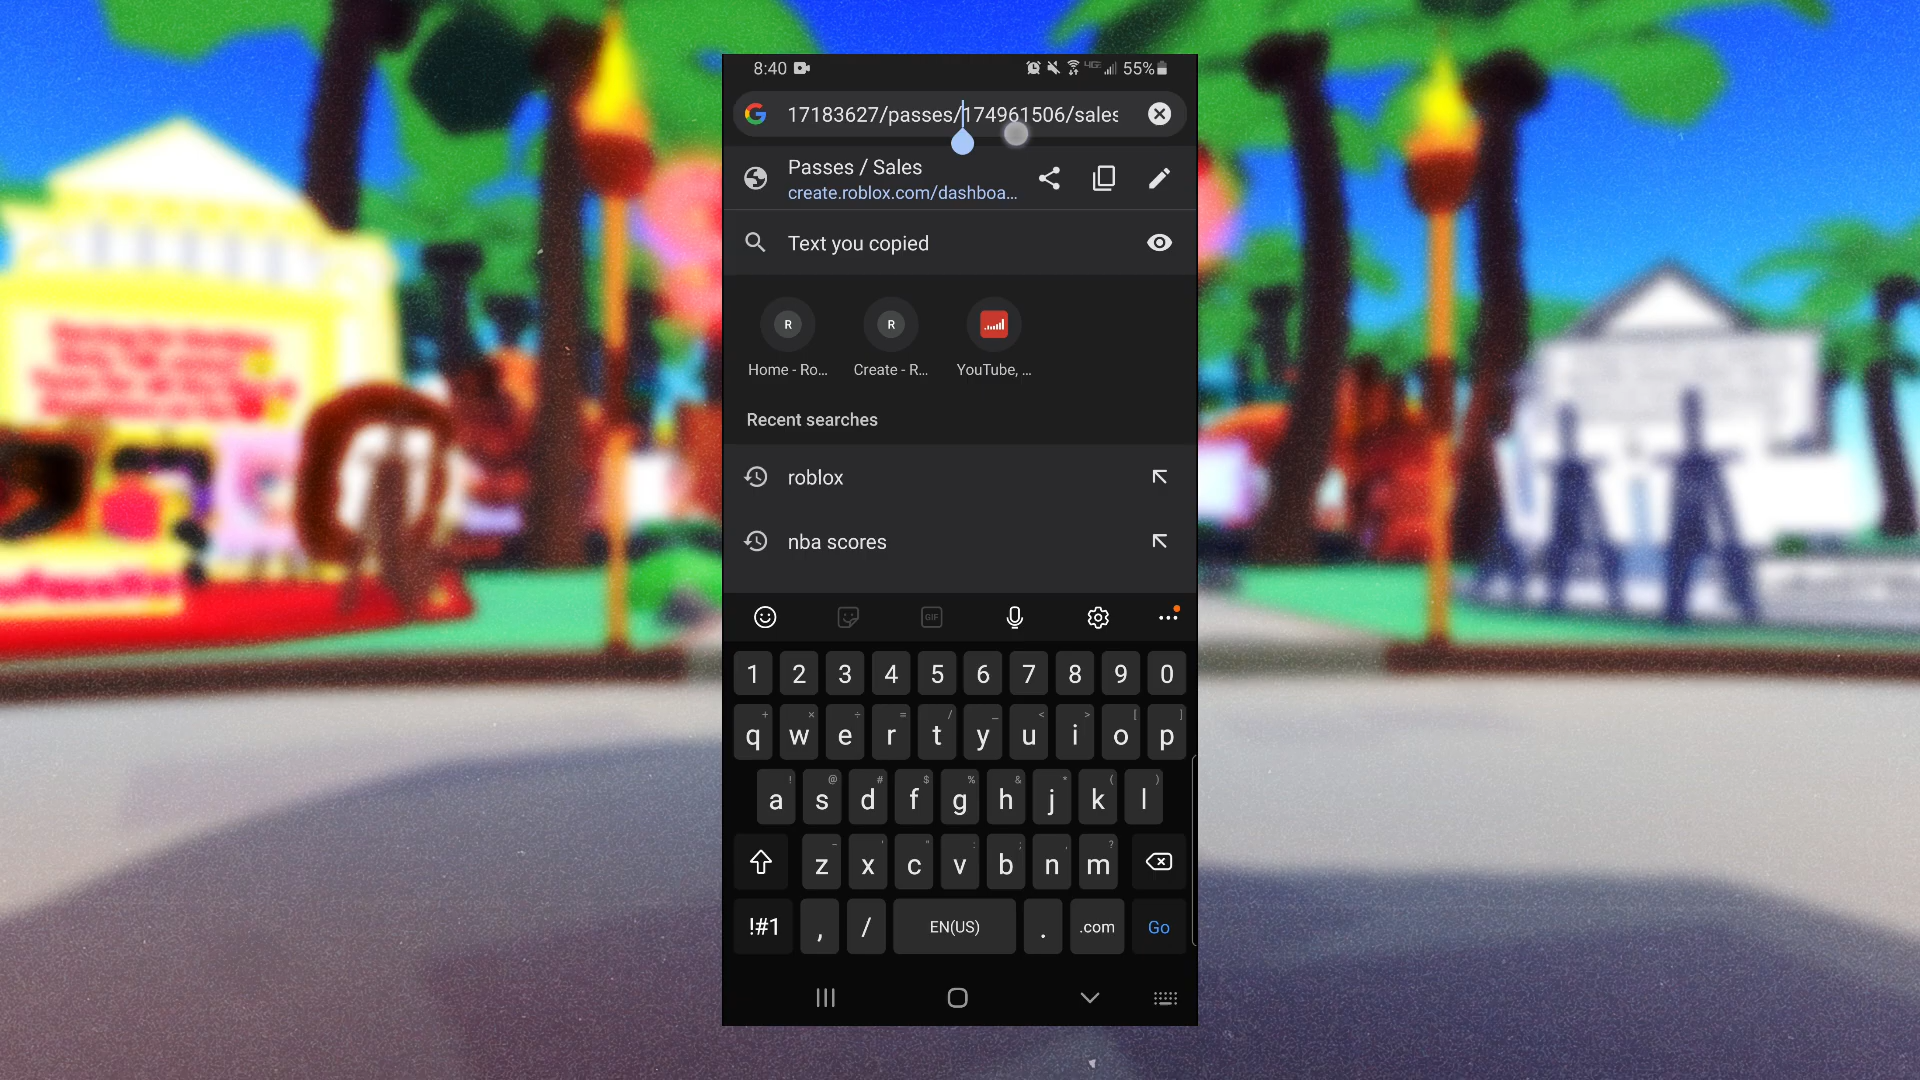 8:40
4GE 55%
17183627/passes/174961506/sales
Passes / Sales
create.roblox.com/dashboa...
Text you copied
R
R
Home - Ro...
Create - R...
YouTube, ...
Recent searches
roblox
nba scores
GIF
1 2 3 4 5 6 7 8 9 0
+ × ÷ = / _ < > [ ]
q w e r t y u i o p
! @ # $ % & * ( )
a s d f g h j k l
- ' " : ; , ?
z x c v b n m
!#1 , / EN(US) . .com Go